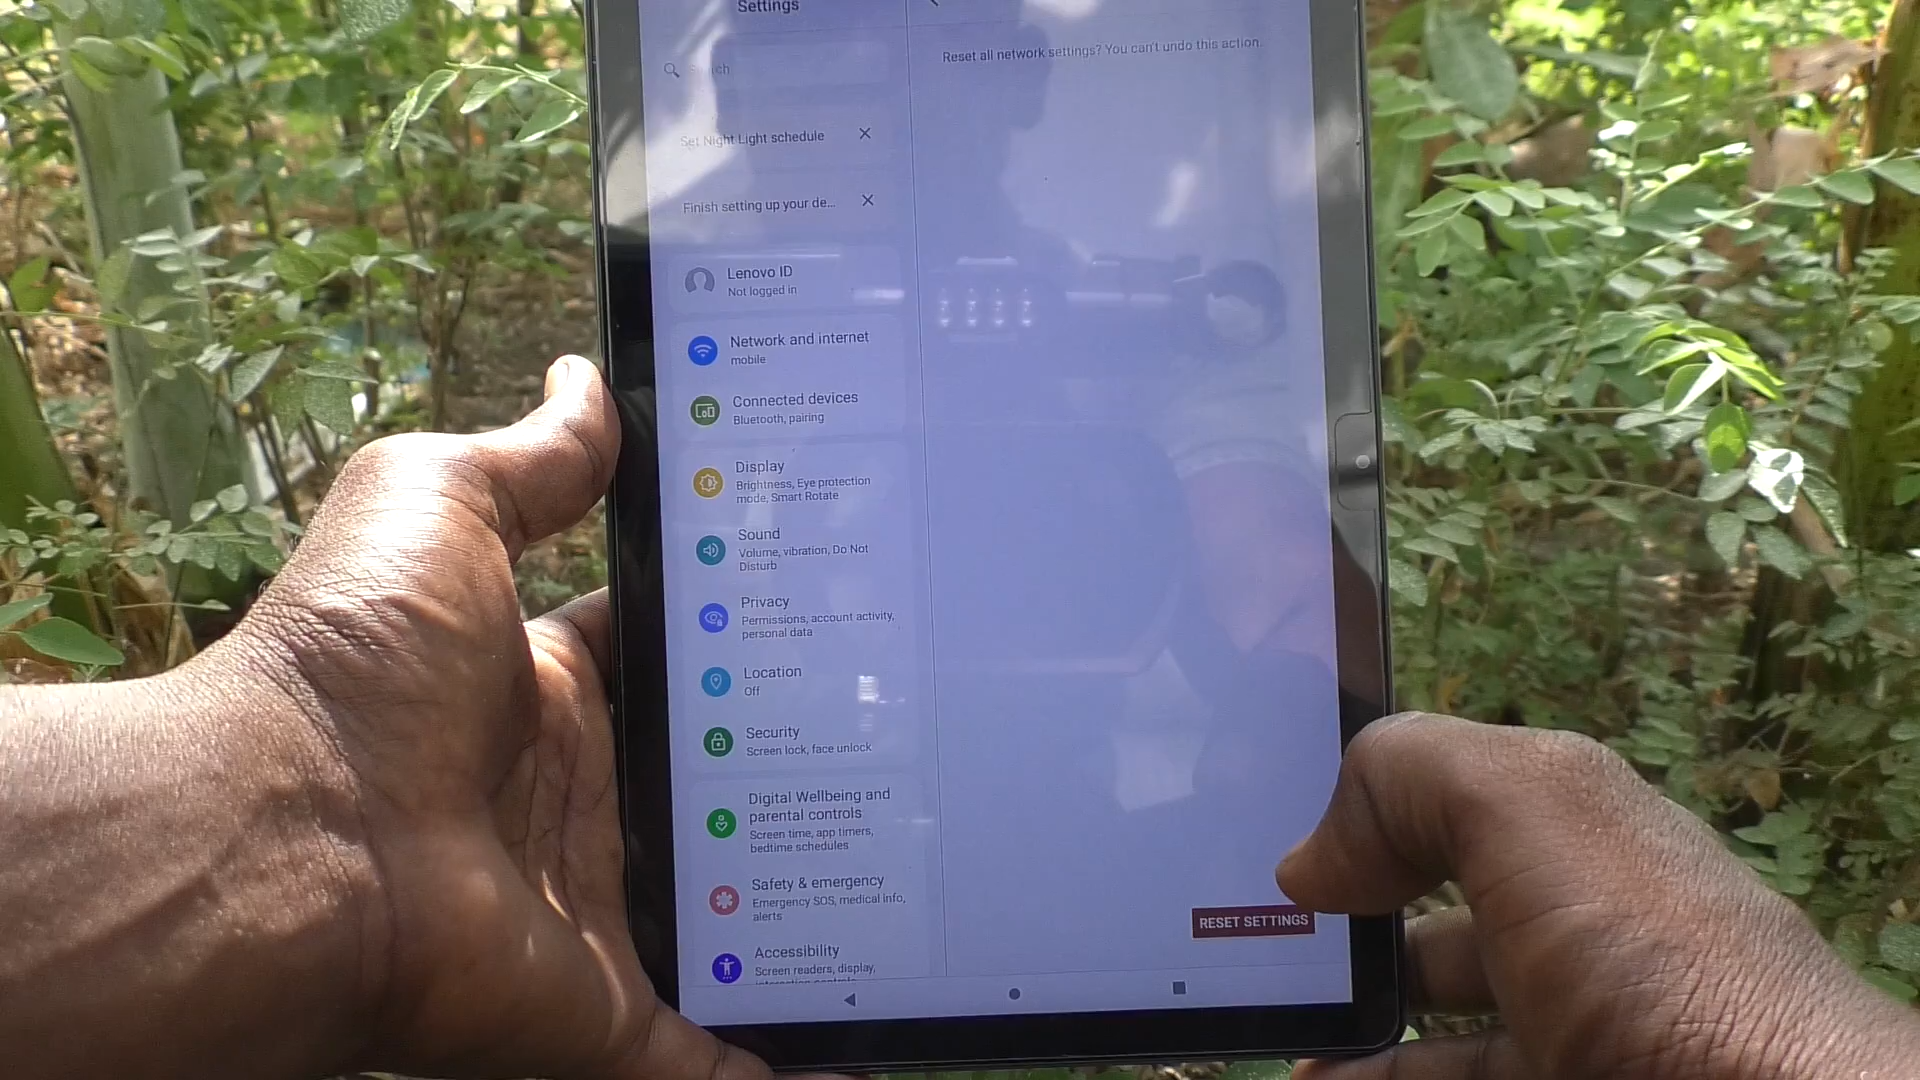 Settings
Reset all network settings? You can't undo this action.
Set Night Light schedule
Finish setting up your de...
Lenovo ID
Not logged in
Network and internet
mobile
Connected devices
Bluetooth, pairing
Display
Brightness, Eye protection
mode, Smart Rotate
Sound
Volume, vibration, Do Not
Disturb
Privacy
Permissions, account activity,
personal data
Location
Off
Security
Screen lock, face unlock
Digital Wellbeing and
parental controls
Screen time, app timers,
bedtime schedules
Safety & emergency
Emergency SOS, medical info,
alerts
Accessibility
Screen readers, display,
RESET SETTINGS